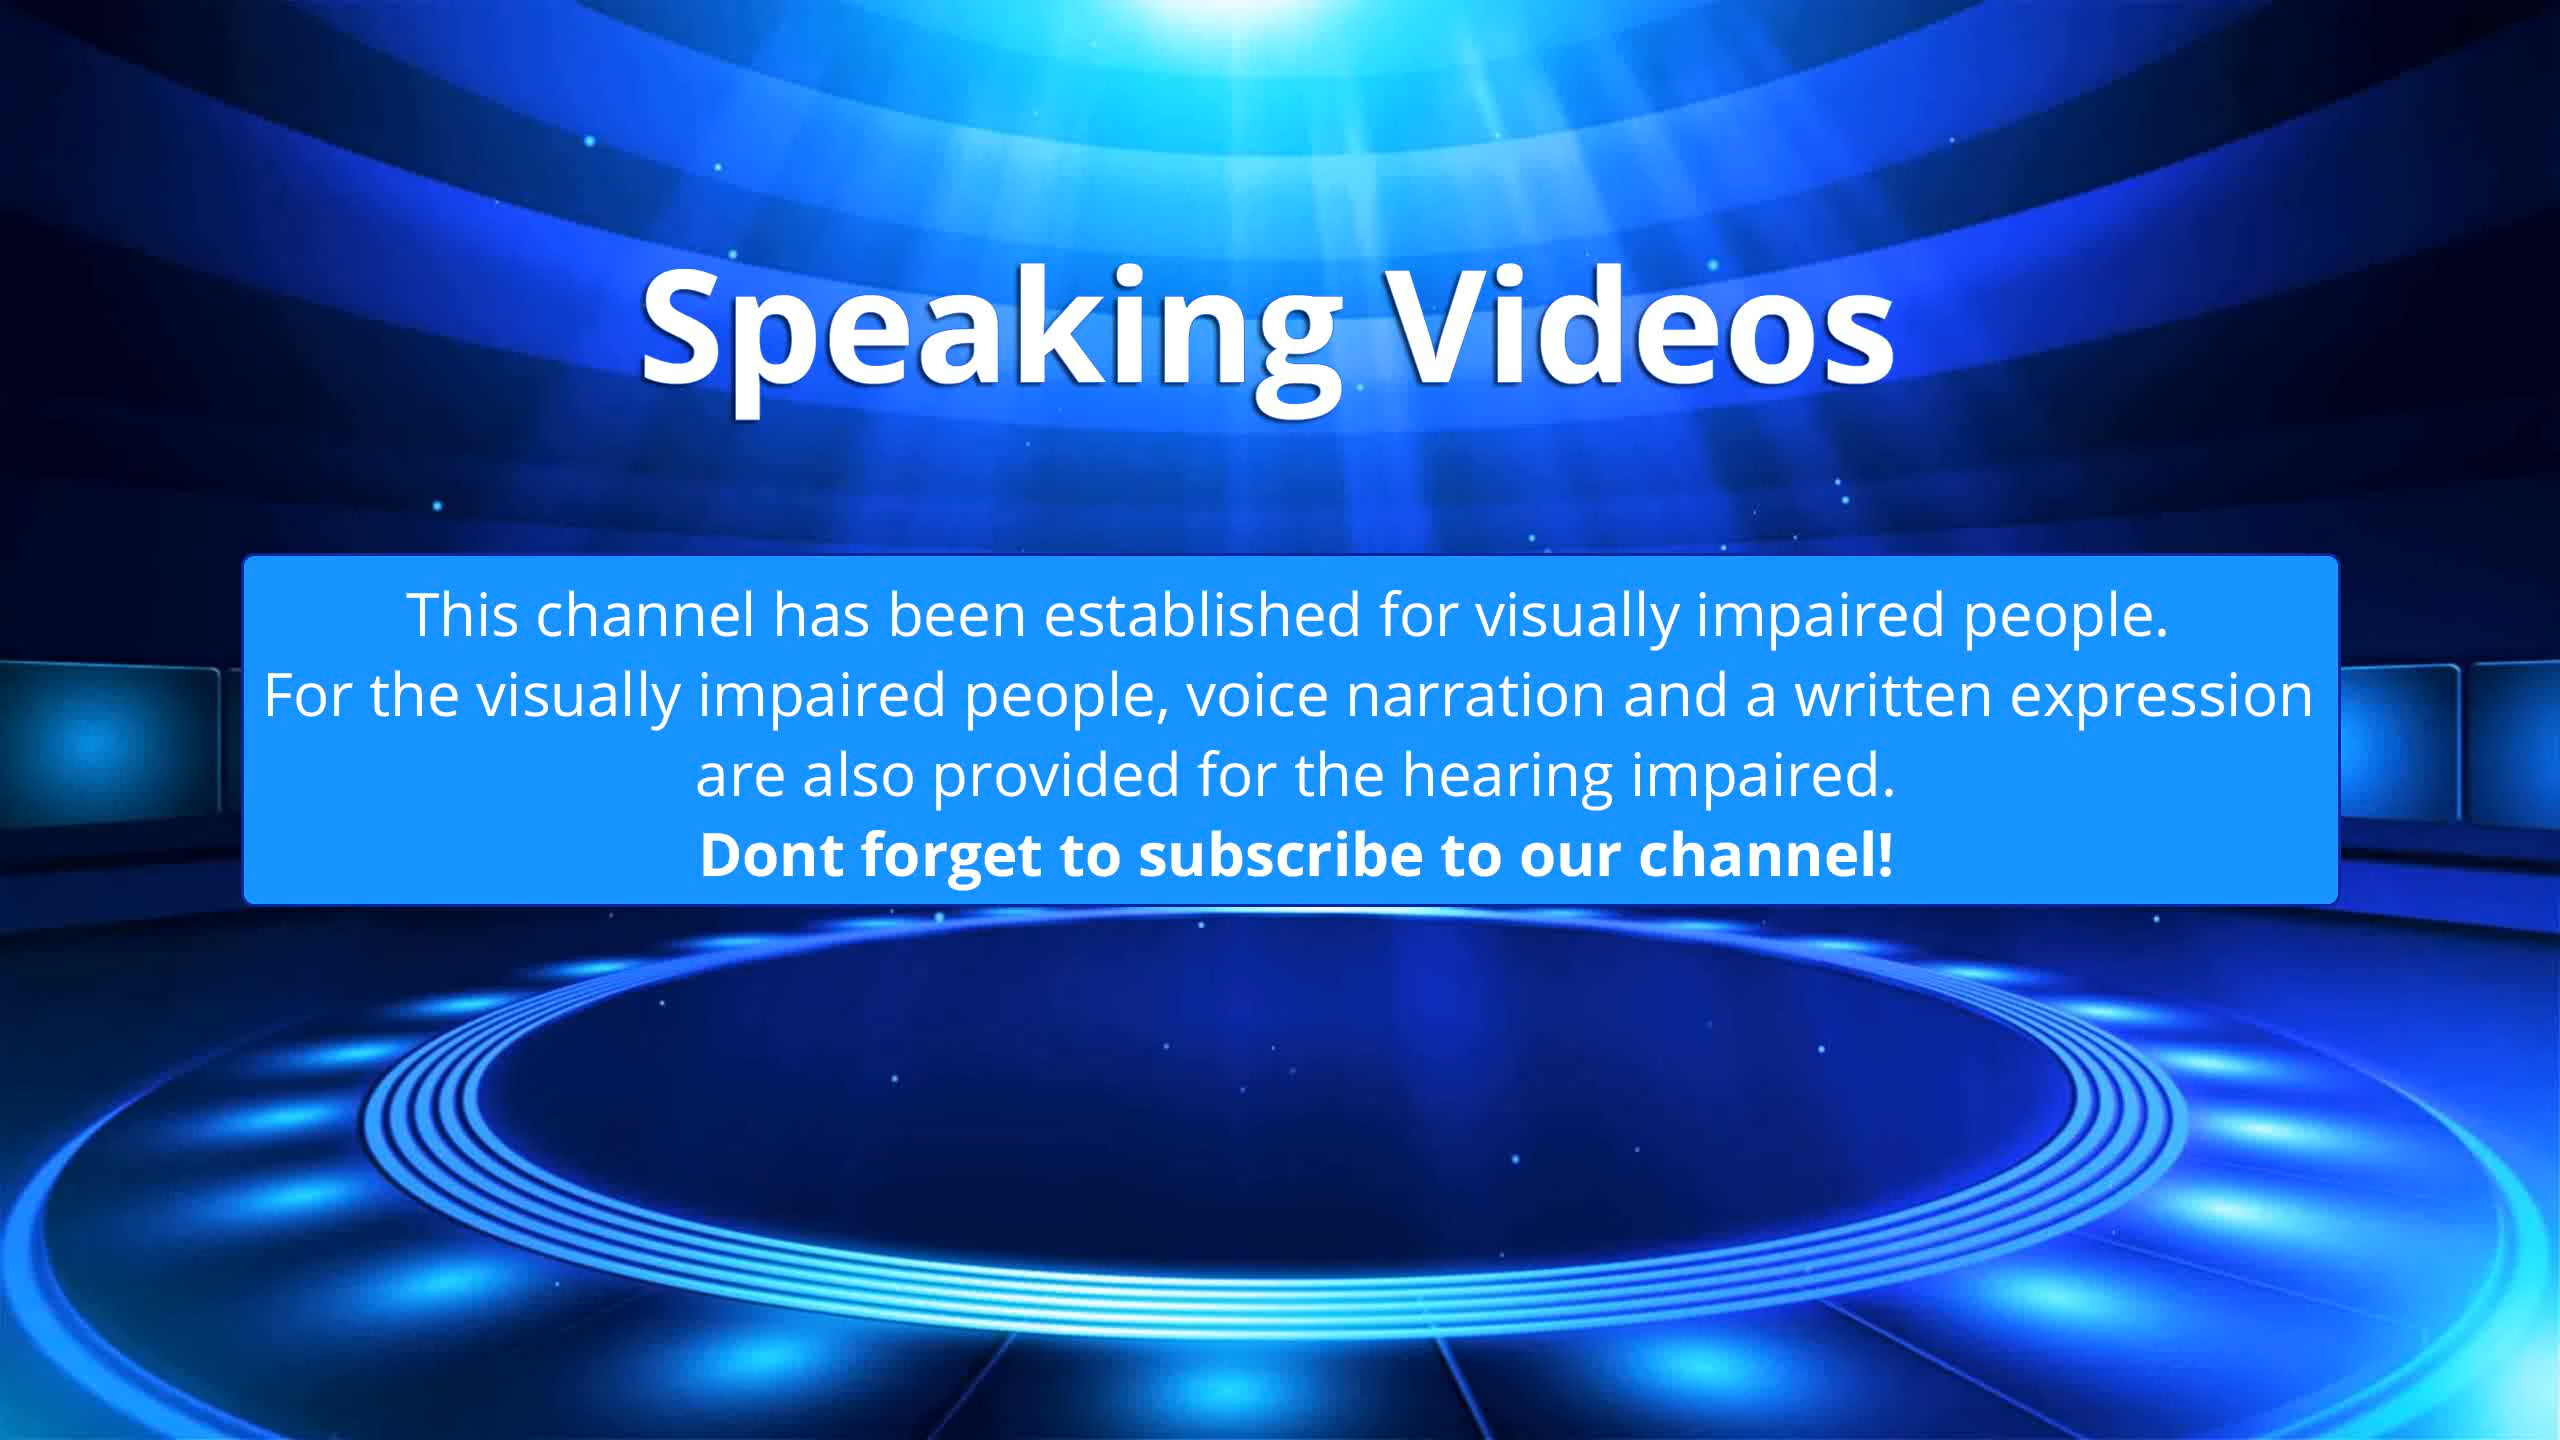 Speaking Videos
This channel has been established for visually impaired people.
For the visually impaired people, voice narration and a written expression
are also provided for the hearing impaired.
Dont forget to subscribe to our channel!